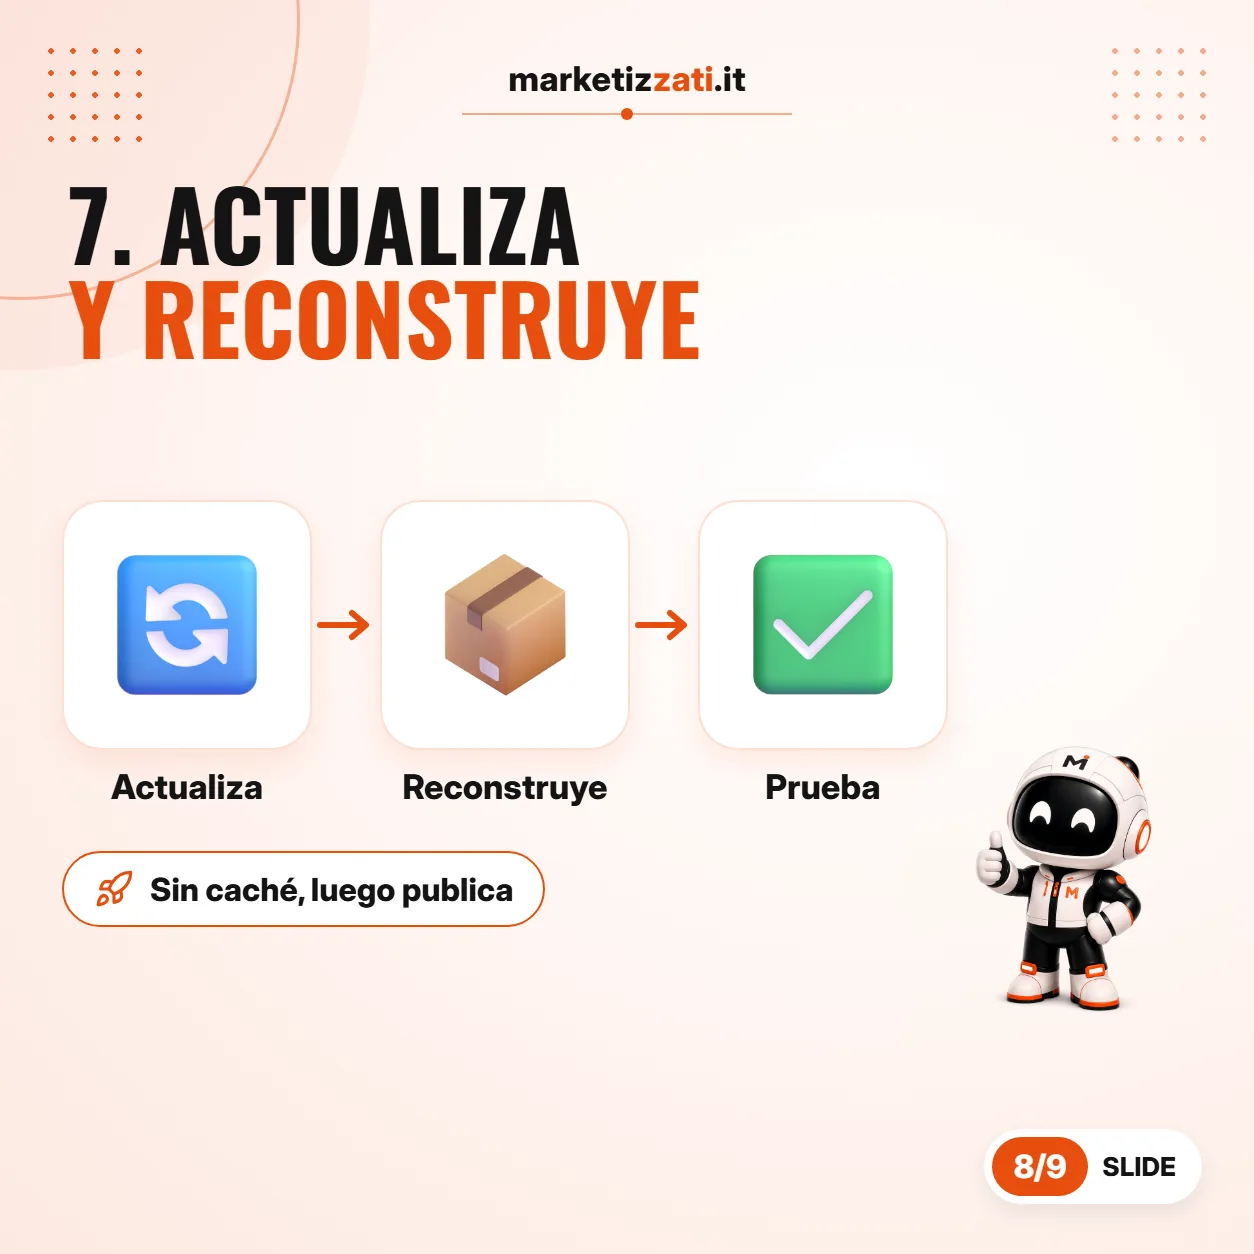 marketizzati.it
7. ACTUALIZA
Y RECONSTRUYE
Actualiza
Reconstruye
Prueba
Sin caché, luego publica
M
M
8/9 SLIDE